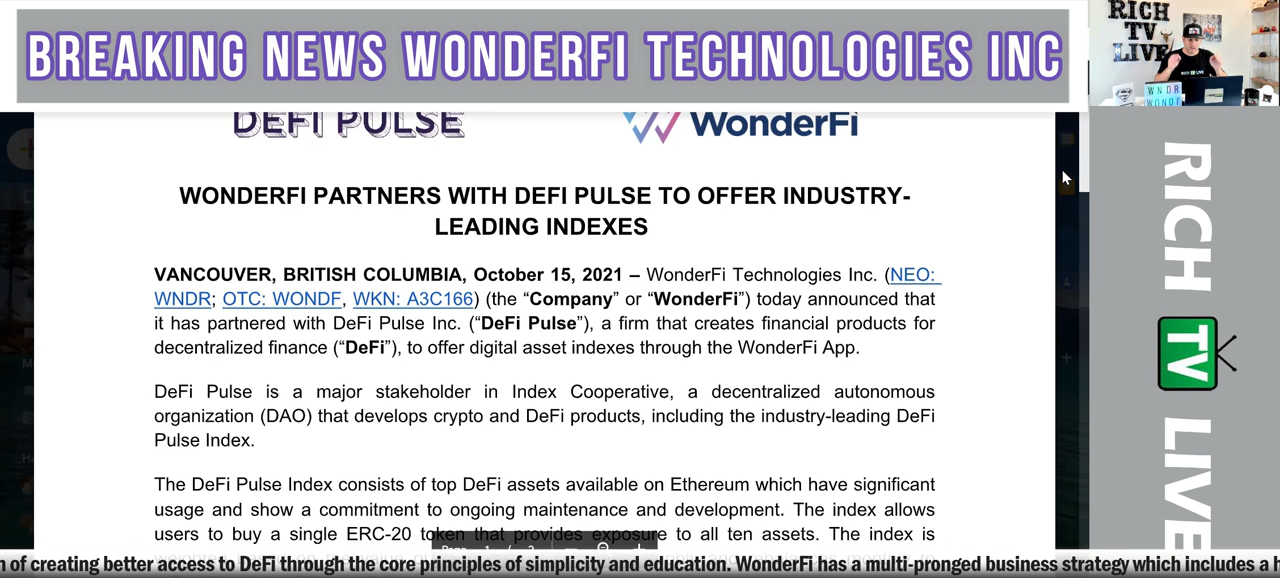 BREAKING NEWS WONDERFI TECHNOLOGIES INC
RICH
TV
LIVE
WNDR
WONDF
DEFI PULSE
WonderFi
WONDERFI PARTNERS WITH DEFI PULSE TO OFFER INDUSTRY-
LEADING INDEXES
VANCOUVER, BRITISH COLUMBIA, October 15, 2021 – WonderFi Technologies Inc. (NEO:
WNDR; OTC: WONDF, WKN: A3C166) (the “Company” or “WonderFi”) today announced that
it has partnered with DeFi Pulse Inc. (“DeFi Pulse”), a firm that creates financial products for
decentralized finance (“DeFi”), to offer digital asset indexes through the WonderFi App.
DeFi Pulse is a major stakeholder in Index Cooperative, a decentralized autonomous
organization (DAO) that develops crypto and DeFi products, including the industry-leading DeFi
Pulse Index.
The DeFi Pulse Index consists of top DeFi assets available on Ethereum which have significant
usage and show a commitment to ongoing maintenance and development. The index allows
users to buy a single ERC-20 token that provides exposure to all ten assets. The index is
n of creating better access to DeFi through the core principles of simplicity and education. WonderFi has a multi-pronged business strategy which includes a
RICH
TV
LIVE